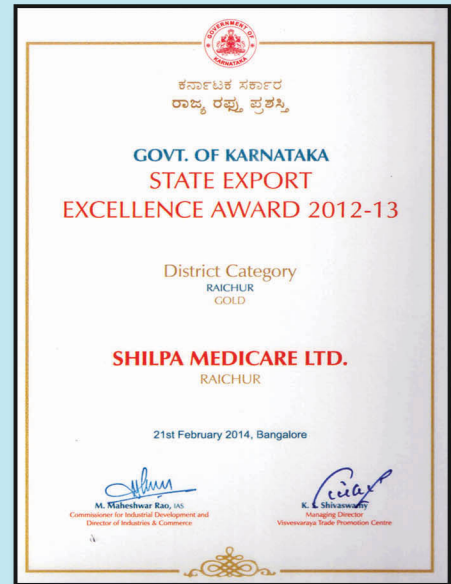 GOVERNMENT OF
KARNATAKA
ಕರ್ನಾಟಕ ಸರ್ಕಾರ
ರಾಜ್ಯ ರಫ್ತು ಪ್ರಶಸ್ತಿ
GOVT. OF KARNATAKA
STATE EXPORT
EXCELLENCE AWARD 2012-13
District Category
RAICHUR
GOLD
SHILPA MEDICARE LTD.
RAICHUR
21st February 2014, Bangalore
M. Maheshwar Rao, IAS
Commissioner for Industrial Development and
Director of Industries & Commerce
K. S. Shivaswamy
Managing Director
Visvesvaraya Trade Promotion Centre